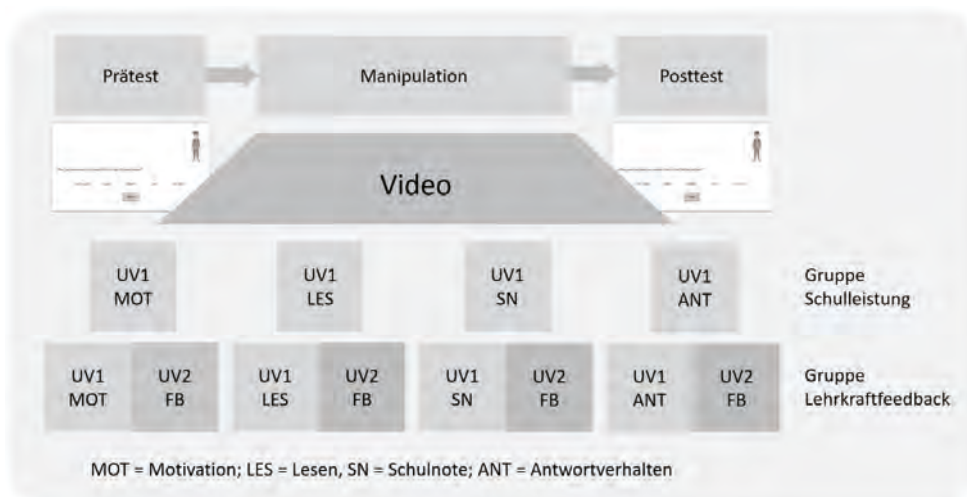 Prätest
Manipulation
Posttest
Video
UV1
MOT
UV1
LES
UV1
SN
UV1
ANT
Gruppe
Schulleistung
UV1
MOT
UV2
FB
UV1
LES
UV2
FB
UV1
SN
UV2
FB
UV1
ANT
UV2
FB
Gruppe
Lehrkraftfeedback
MOT = Motivation; LES = Lesen, SN = Schulnote; ANT = Antwortverhalten